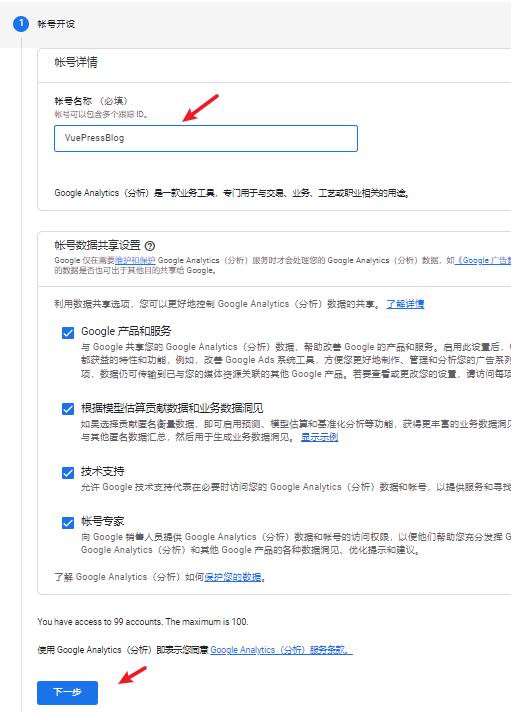 1 帐号开设
帐号详情
帐号名称 （必填）
帐号可以包含多个跟踪 ID。
VuePressBlog
Google Analytics（分析）是一款业务工具，专门用于与交易、业务、工艺或职业相关的用途。
帐号数据共享设置
Google 仅在需要维护和保护 Google Analytics（分析）服务时才会处理您的 Google Analytics（分析）数据，如《Google 广告
的数据是否也可出于其他目的共享给 Google。
利用数据共享选项，您可以更好地控制 Google Analytics（分析）数据的共享。 了解详情
Google 产品和服务
与 Google 共享您的 Google Analytics（分析）数据，帮助改善 Google 的产品和服务。启用此设置后，
都获益的特性和功能，例如，改善 Google Ads 系统工具，方便您更好地制作、管理和分析您的广告系列
项，数据仍可传输到已与您的媒体资源关联的其他 Google 产品。若要查看或更改您的设置，请访问每项
根据模型估算贡献数据和业务数据洞见
如果选择贡献匿名衡量数据，即可启用预测、模型估算和基准化分析等功能，获得更丰富的业务数据洞见
与其他匿名数据汇总，然后用于生成业务数据洞见。 显示示例
技术支持
允许 Google 技术支持代表在必要时访问您的 Google Analytics（分析）数据和帐号，以提供服务和寻找
帐号专家
向 Google 销售人员提供 Google Analytics（分析）数据和帐号的访问权限，以便他们帮助您充分发挥 G
Google Analytics（分析）和其他 Google 产品的各种数据洞见、优化提示和建议。
了解 Google Analytics（分析）如何保护您的数据。
You have access to 99 accounts. The maximum is 100.
使用 Google Analytics（分析）即表示您同意 Google Analytics（分析）服务条款。
下一步